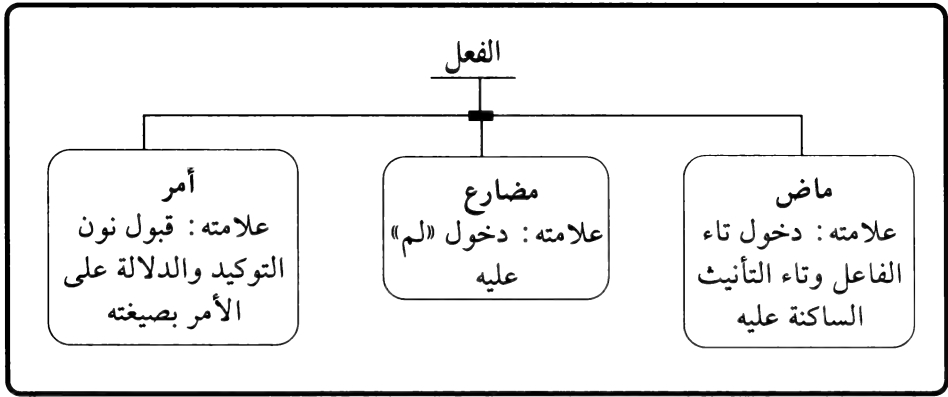 الفعل
ماض
علامته: دخول تاء
الفاعل وتاء التأنيث
الساكنة عليه
مضارع
علامته: دخول «لم»
عليه
أمر
علامته: قبول نون
التوكيد والدلالة على
الأمر بصيغته